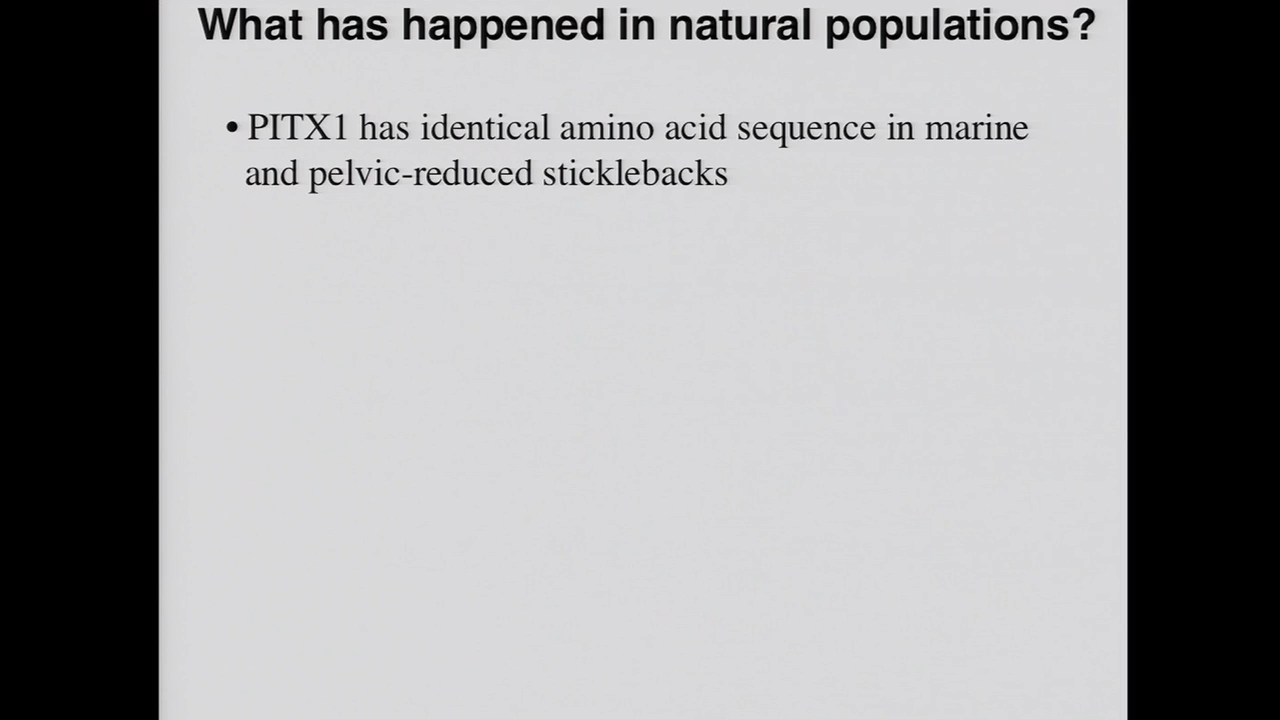 What has happened in natural populations?
• PITX1 has identical amino acid sequence in marine
and pelvic-reduced sticklebacks